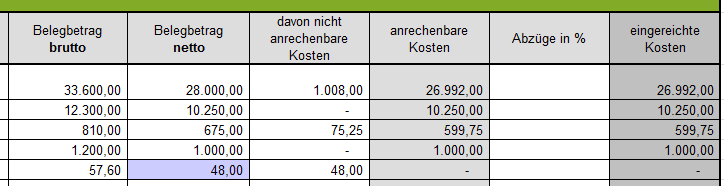 Belegbetrag brutto Belegbetrag netto davon nicht anrechenbare Kosten anrechenbare Kosten Abzüge in % eingereichte Kosten
33.600,00 28.000,00 1.008,00 26.992,00 26.992,00
12.300,00 10.250,00 - 10.250,00 10.250,00
810,00 675,00 75,25 599,75 599,75
1.200,00 1.000,00 - 1.000,00 1.000,00
57,60 48,00 48,00 - -